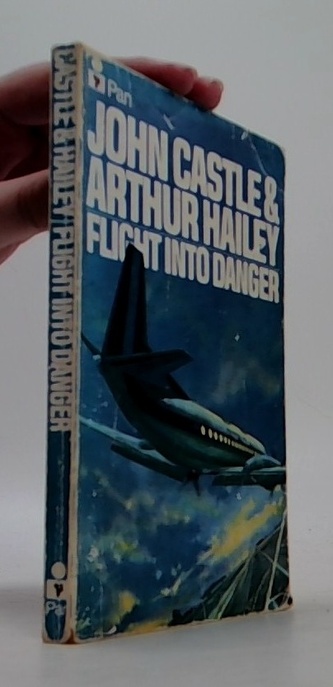 Pan
JOHN CASTLE &
ARTHUR HAILEY
FLIGHT INTO DANGER
CASTLE & HAILEY/FLIGHT INTO DANGER
Pan